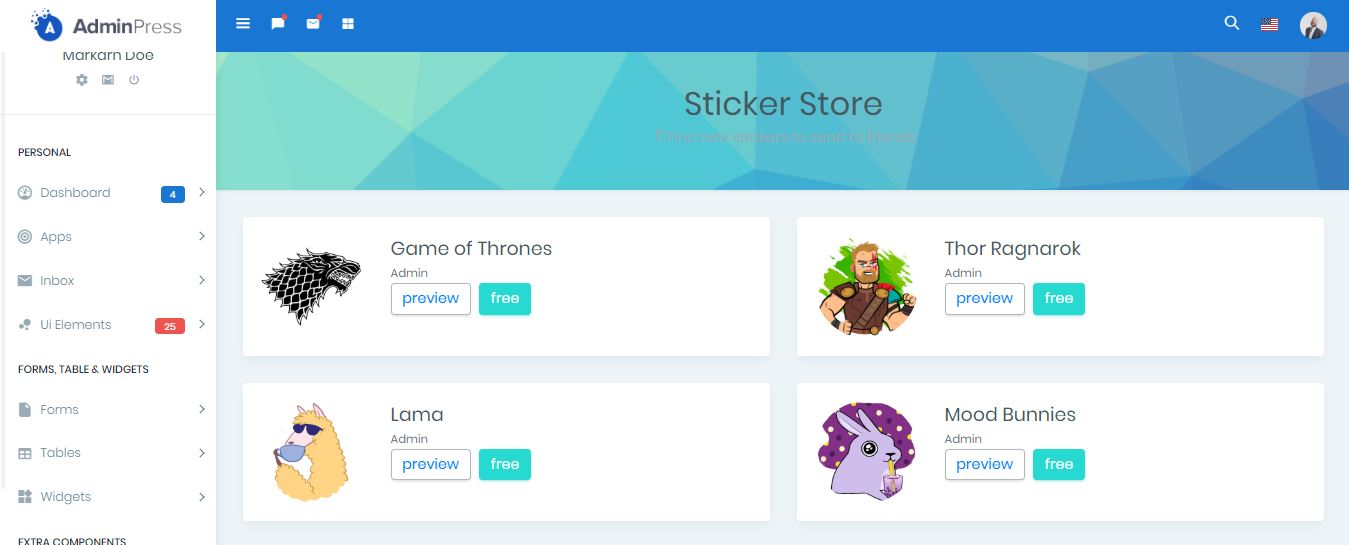 AdminPress
Markarn Doe
PERSONAL
Dashboard 4
Apps
Inbox
Ui Elements 25
FORMS, TABLE & WIDGETS
Forms
Tables
Widgets
EXTRA COMPONENTS
Sticker Store
? Find new stickers to send to friends
Game of Thrones
Admin
preview free
Thor Ragnarok
Admin
preview free
Lama
Admin
preview free
Mood Bunnies
Admin
preview free